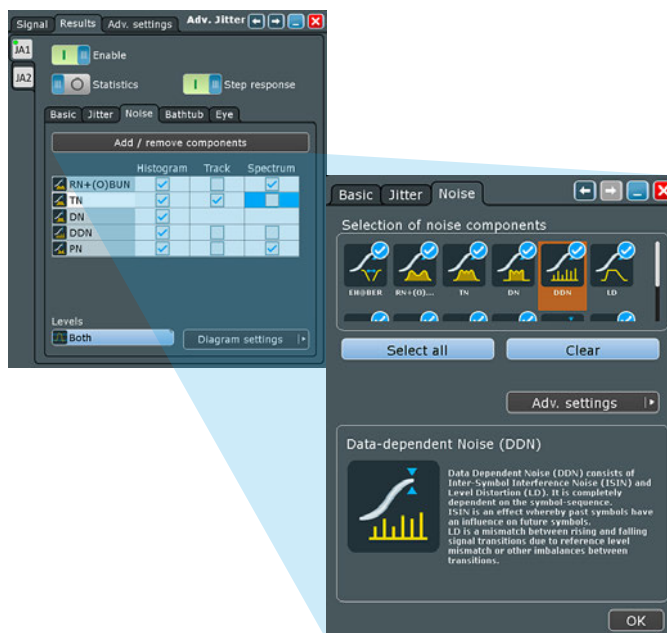 Signal Results Adv. settings Adv. Jitter
JA1
Enable
JA2
Statistics Step response
Basic Jitter Noise Bathtub Eye
Add / remove components
Histogram Track Spectrum
RN+(O)BUN
TN
DN
DDN
PN
Levels
Both Diagram settings
Basic Jitter Noise
Selection of noise components
EH@BER RN+(O)... TN DN DDN LD
Select all Clear
Adv. settings
Data-dependent Noise (DDN)
Data Dependent Noise (DDN) consists of
Inter-Symbol Interference Noise (ISIN) and
Level Distortion (LD). It is completely
dependent on the symbol-sequence.
ISIN is an effect whereby past symbols have
an influence on future symbols.
LD is a mismatch between rising and falling
signal transitions due to reference level
mismatch or other imbalances between
transitions.
OK